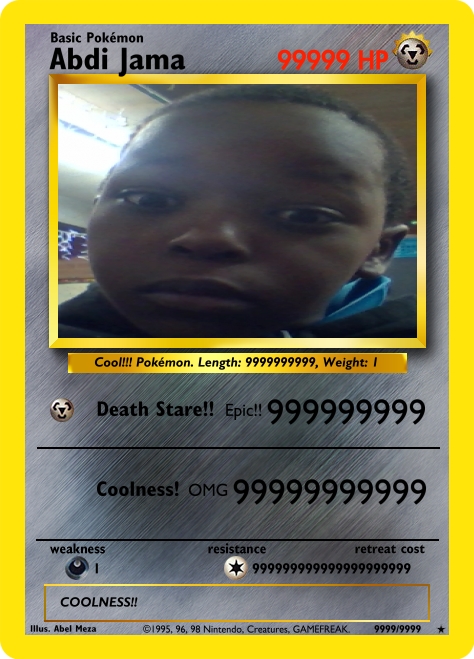 Basic Pokémon
Abdi Jama 99999 HP
Cool!!! Pokémon. Length: 9999999999, Weight: 1
Death Stare!! Epic!! 999999999
Coolness! OMG 99999999999
weakness resistance retreat cost
1 999999999999999999999
COOLNESS!!
Illus. Abel Meza ©1995, 96, 98 Nintendo, Creatures, GAMEFREAK. 9999/9999